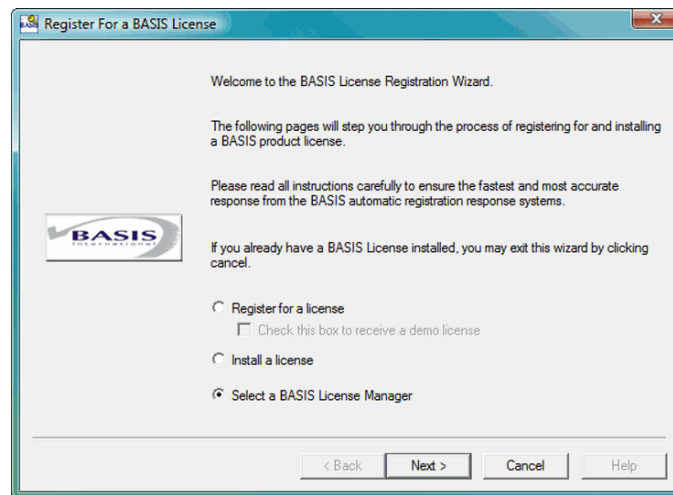 Register For a BASIS License
Welcome to the BASIS License Registration Wizard.
The following pages will step you through the process of registering for and installing
a BASIS product license.
Please read all instructions carefully to ensure the fastest and most accurate
response from the BASIS automatic registration response systems.
BASIS
International
If you already have a BASIS License installed, you may exit this wizard by clicking
cancel.
Register for a license
Check this box to receive a demo license
Install a license
Select a BASIS License Manager
< Back
Next >
Cancel
Help